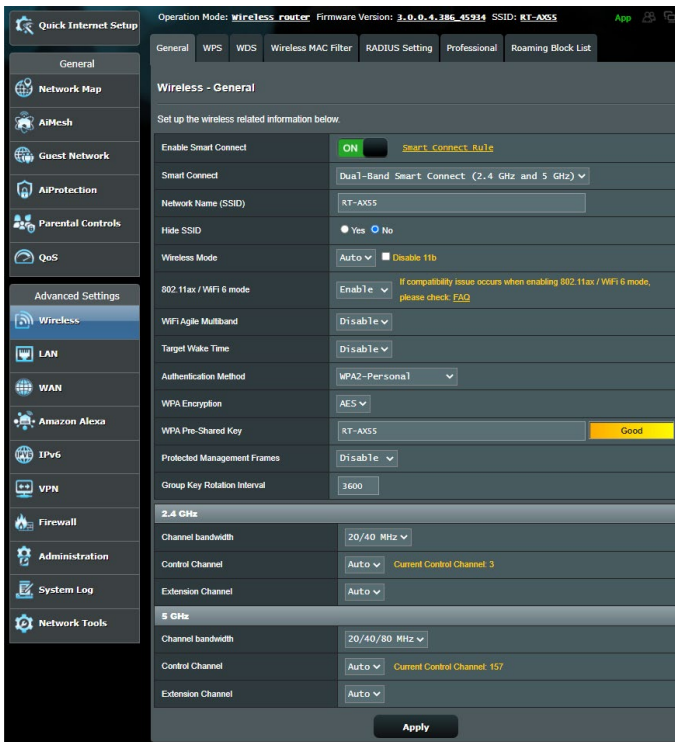 Quick Internet Setup
General
Network Map
AiMesh
Guest Network
AiProtection
Parental Controls
QoS
Advanced Settings
Wireless
LAN
WAN
Amazon Alexa
IPv6
VPN
Firewall
Administration
System Log
Network Tools
Operation Mode: Wireless router Firmware Version: 3.0.0.4.386_45934 SSID: RT-AX55 App
General WPS WDS Wireless MAC Filter RADIUS Setting Professional Roaming Block List
Wireless - General
Set up the wireless related information below.
Enable Smart Connect ON Smart Connect Rule
Smart Connect Dual-Band Smart Connect (2.4 GHz and 5 GHz)
Network Name (SSID) RT-AX55
Hide SSID Yes No
Wireless Mode Auto Disable 11b
802.11ax / WiFi 6 mode Enable If compatibility issue occurs when enabling 802.11ax / WiFi 6 mode,
please check: FAQ
WiFi Agile Multiband Disable
Target Wake Time Disable
Authentication Method WPA2-Personal
WPA Encryption AES
WPA Pre-Shared Key RT-AX55 Good
Protected Management Frames Disable
Group Key Rotation Interval 3600
2.4 GHz
Channel bandwidth 20/40 MHz
Control Channel Auto Current Control Channel: 3
Extension Channel Auto
5 GHz
Channel bandwidth 20/40/80 MHz
Control Channel Auto Current Control Channel: 157
Extension Channel Auto
Apply